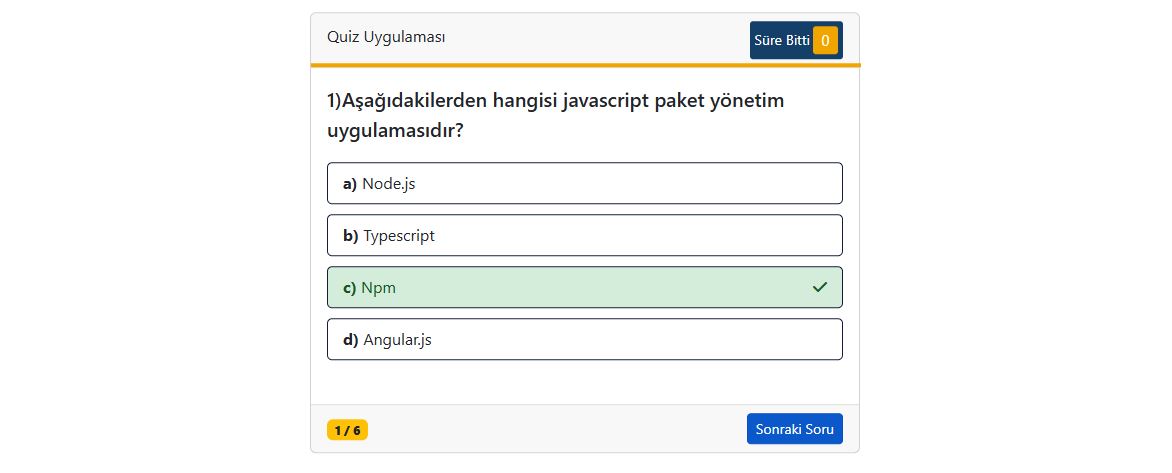 Quiz Uygulaması
Süre Bitti 0
1)Aşağıdakilerden hangisi javascript paket yönetim
uygulamasıdır?
a) Node.js
b) Typescript
c) Npm
d) Angular.js
1 / 6
Sonraki Soru